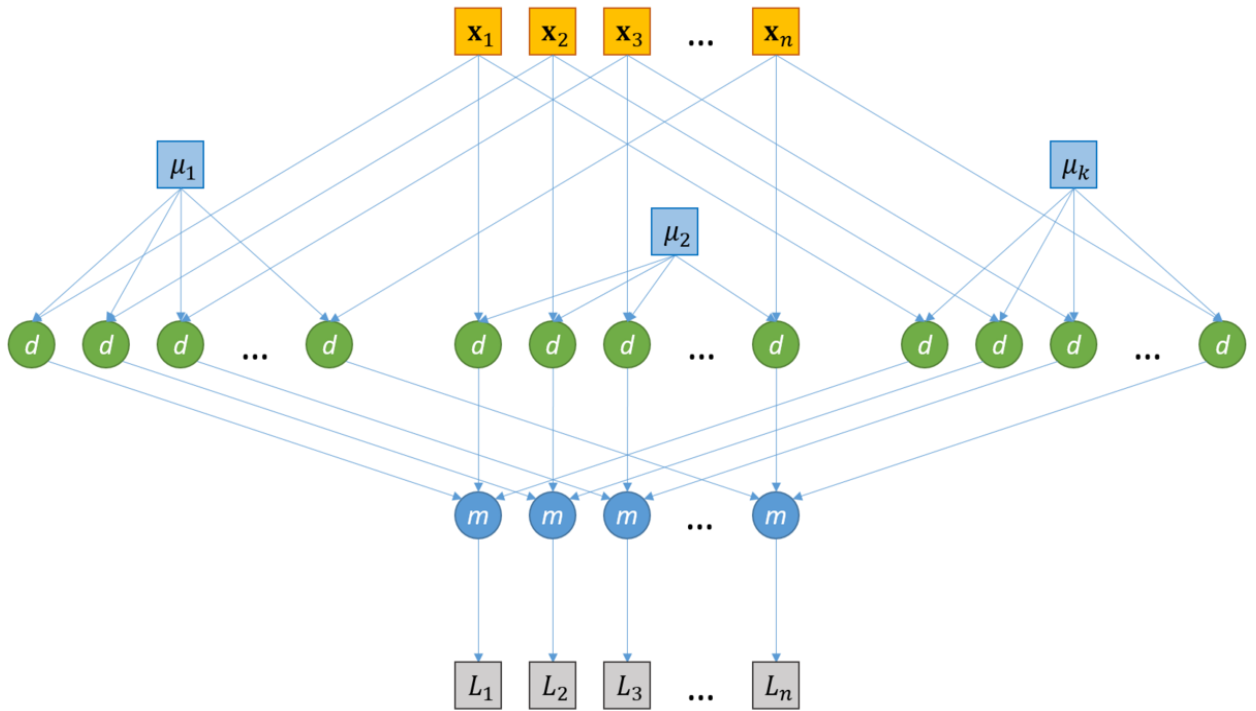 x₁ x₂ x₃ ... xₙ
μ₁ μₖ
μ₂
d d d ... d d d d ... d d d d ... d
m m m ... m
L₁ L₂ L₃ ... Lₙ